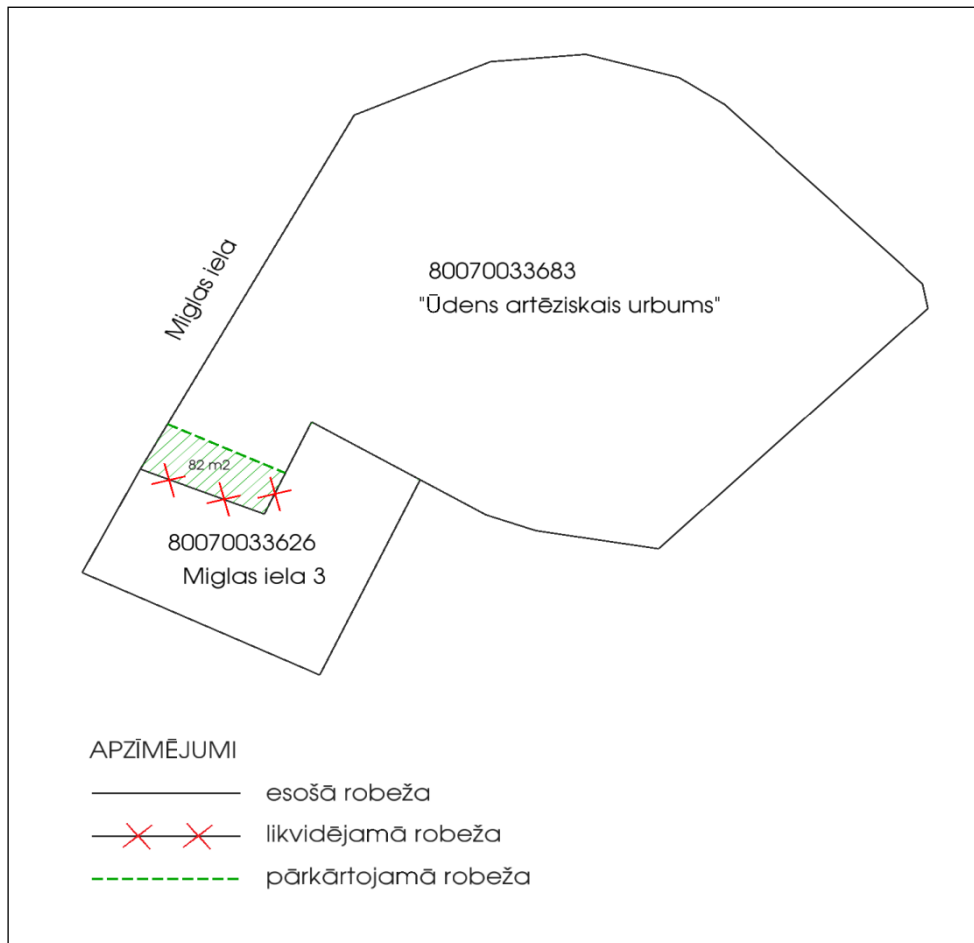 Miglas iela
80070033683
"Ūdens artēziskais urbums"
82 m2
80070033626
Miglas iela 3
APZĪMĒJUMI
esošā robeža
likvidējamā robeža
pārkārtojamā robeža